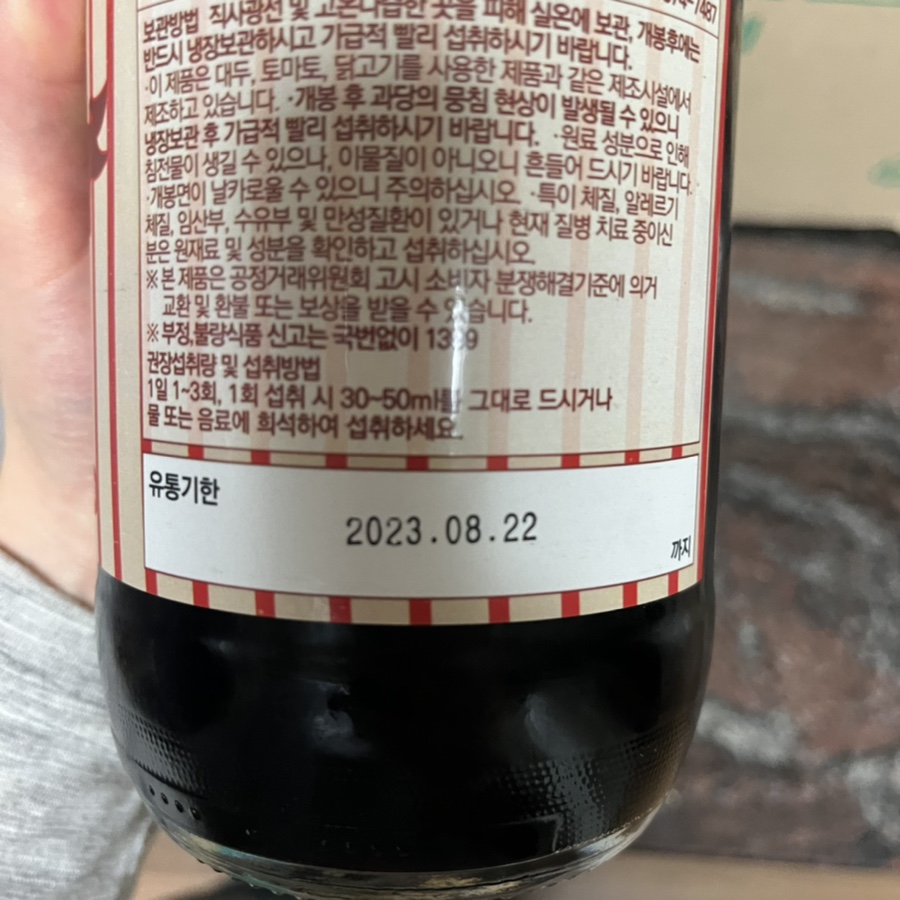 -7487
보관방법 직사광선 및 고온다습한 곳을 피해 실온에 보관, 개봉후에는
반드시 냉장보관하시고 가급적 빨리 섭취하시기 바랍니다.
·이 제품은 대두, 토마토, 닭고기를 사용한 제품과 같은 제조시설에서
제조하고 있습니다. ·개봉 후 과당의 뭉침 현상이 발생될 수 있으니
냉장보관 후 가급적 빨리 섭취하시기 바랍니다. ·원료 성분으로 인해
침전물이 생길 수 있으나, 이물질이 아니오니 흔들어 드시기 바랍니다.
·개봉면이 날카로울 수 있으니 주의하십시오 ·특이 체질, 알레르기
체질, 임산부, 수유부 및 만성질환이 있거나 현재 질병 치료 중이신
분은 원재료 및 성분을 확인하고 섭취하십시오
※ 본 제품은 공정거래위원회 고시 소비자 분쟁해결기준에 의거
교환 및 환불 또는 보상을 받을 수 있습니다.
※ 부정,불량식품 신고는 국번없이 1399
권장섭취량 및 섭취방법
1일 1~3회, 1회 섭취 시 30~50ml를 그대로 드시거나
물 또는 음료에 희석하여 섭취하세요.
유통기한
2023.08.22
까지